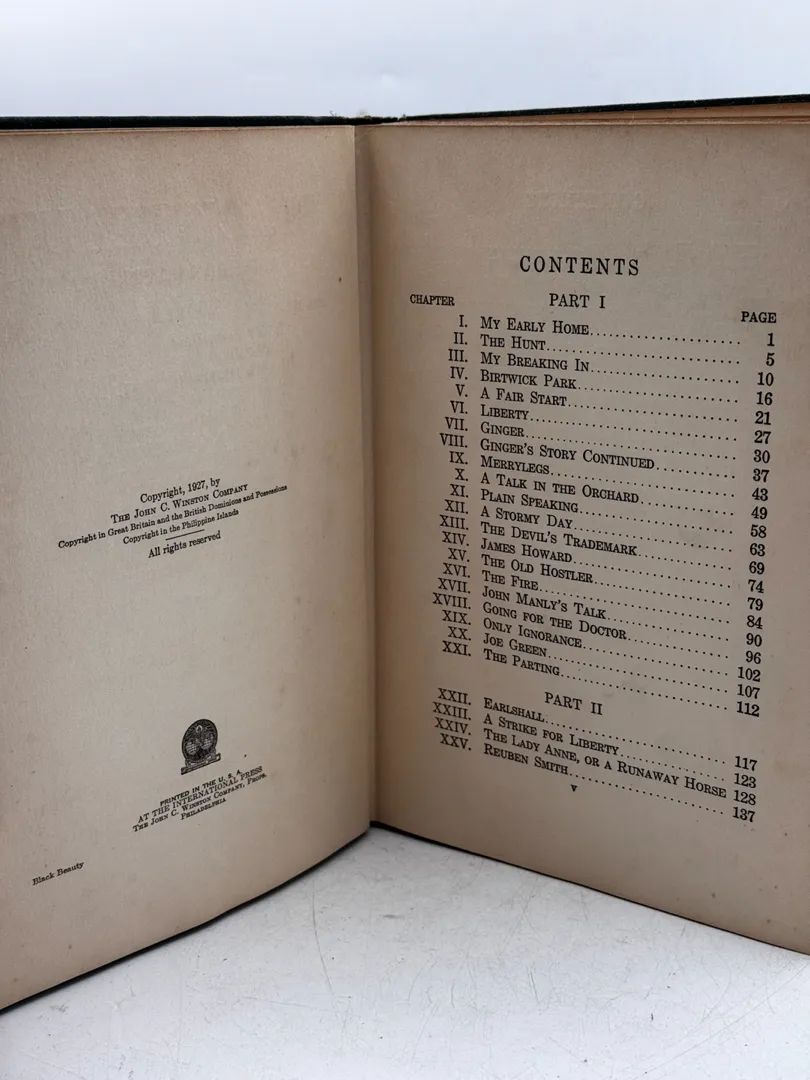 Copyright, 1927, by
The John C. Winston Company
Copyright in Great Britain and the British Dominions and Possessions
Copyright in the Philippine Islands
All rights reserved
PRINTED IN THE U. S. A.
AT THE INTERNATIONAL PRESS
The John C. Winston Company, Props.
PHILADELPHIA
Black Beauty
CONTENTS
PART I
CHAPTER PAGE
I. My Early Home 1
II. The Hunt 5
III. My Breaking In 10
IV. Birtwick Park 16
V. A Fair Start 21
VI. Liberty 27
VII. Ginger 30
VIII. Ginger's Story Continued 37
IX. Merrylegs 43
X. A Talk in the Orchard 49
XI. Plain Speaking 58
XII. A Stormy Day 63
XIII. The Devil's Trademark 69
XIV. James Howard 74
XV. The Old Hostler 79
XVI. The Fire 84
XVII. John Manly's Talk 90
XVIII. Going for the Doctor 96
XIX. Only Ignorance 102
XX. Joe Green 107
XXI. The Parting 112
PART II
XXII. Earlshall 117
XXIII. A Strike for Liberty 123
XXIV. The Lady Anne, or a Runaway Horse 128
XXV. Reuben Smith 137
v